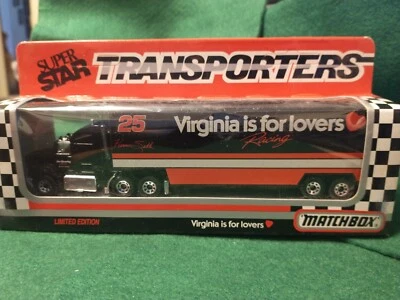 SUPER
STAR
TRANSPORTERS
25
Virginia is for lovers
Racing
LIMITED EDITION
Virginia is for lovers
MATCHBOX